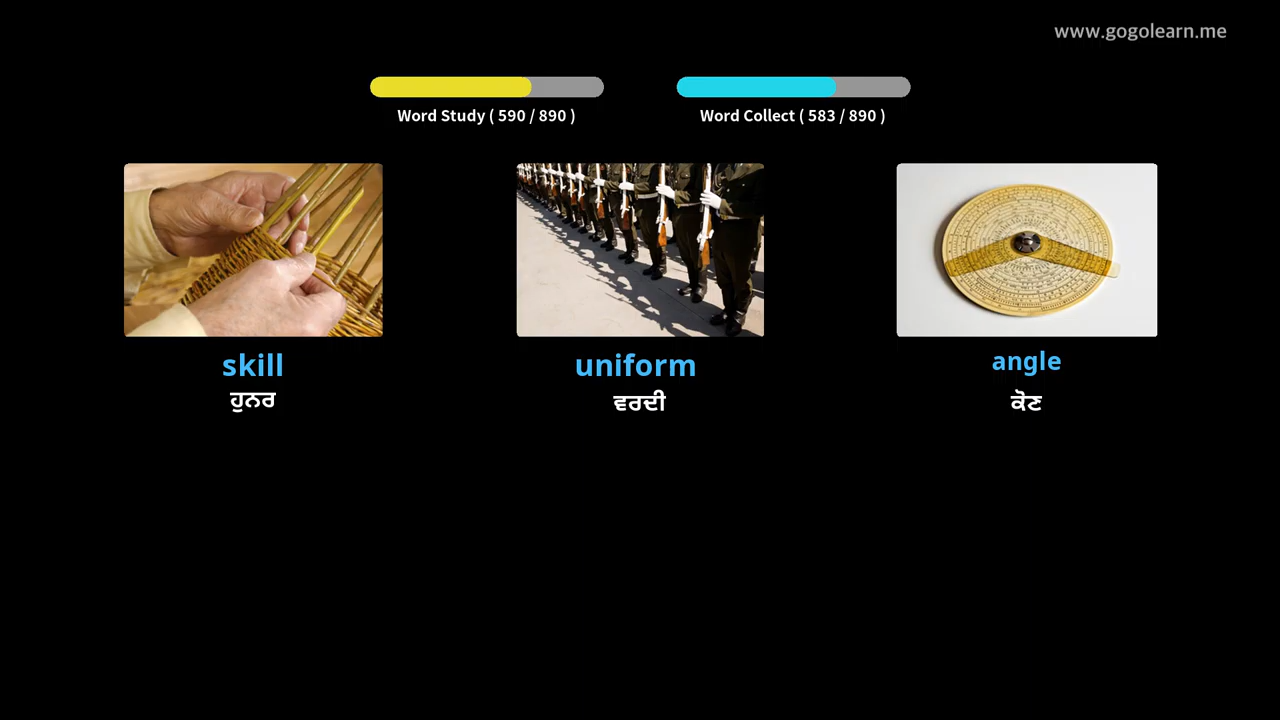 www.gogolearn.me
Word Study ( 590 / 890 )
Word Collect ( 583 / 890 )
skill
ਹੁਨਰ
uniform
ਵਰਦੀ
angle
ਕੋਣ